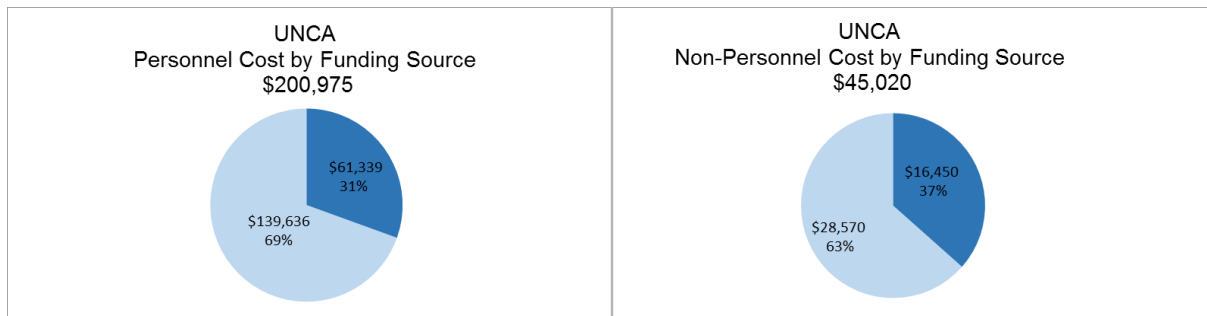 UNCA
Personnel Cost by Funding Source
$200,975
$61,339
31%
$139,636
69%
UNCA
Non-Personnel Cost by Funding Source
$45,020
$16,450
37%
$28,570
63%